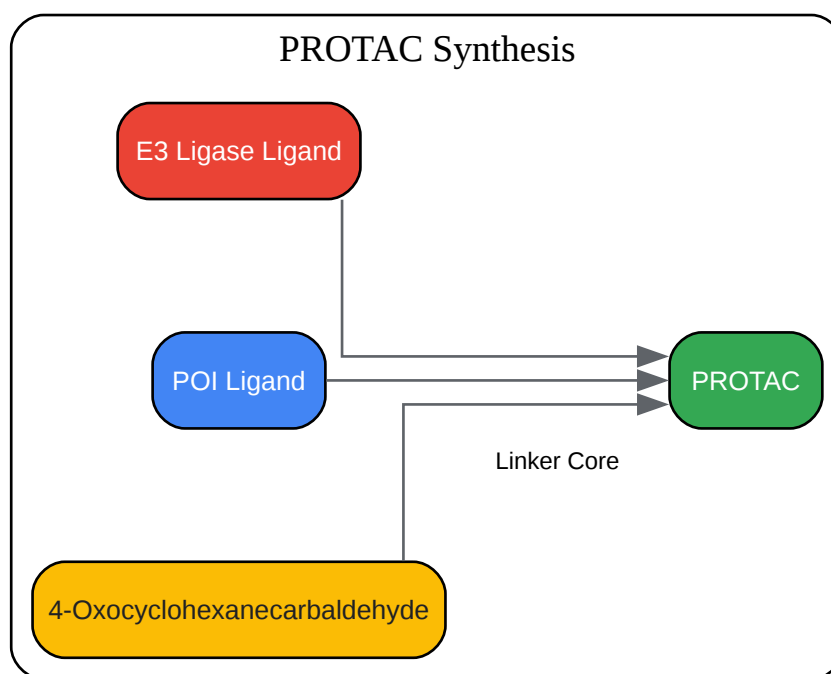 PROTAC Synthesis
E3 Ligase Ligand
POI Ligand
PROTAC
Linker Core
4-Oxocyclohexanecarbaldehyde